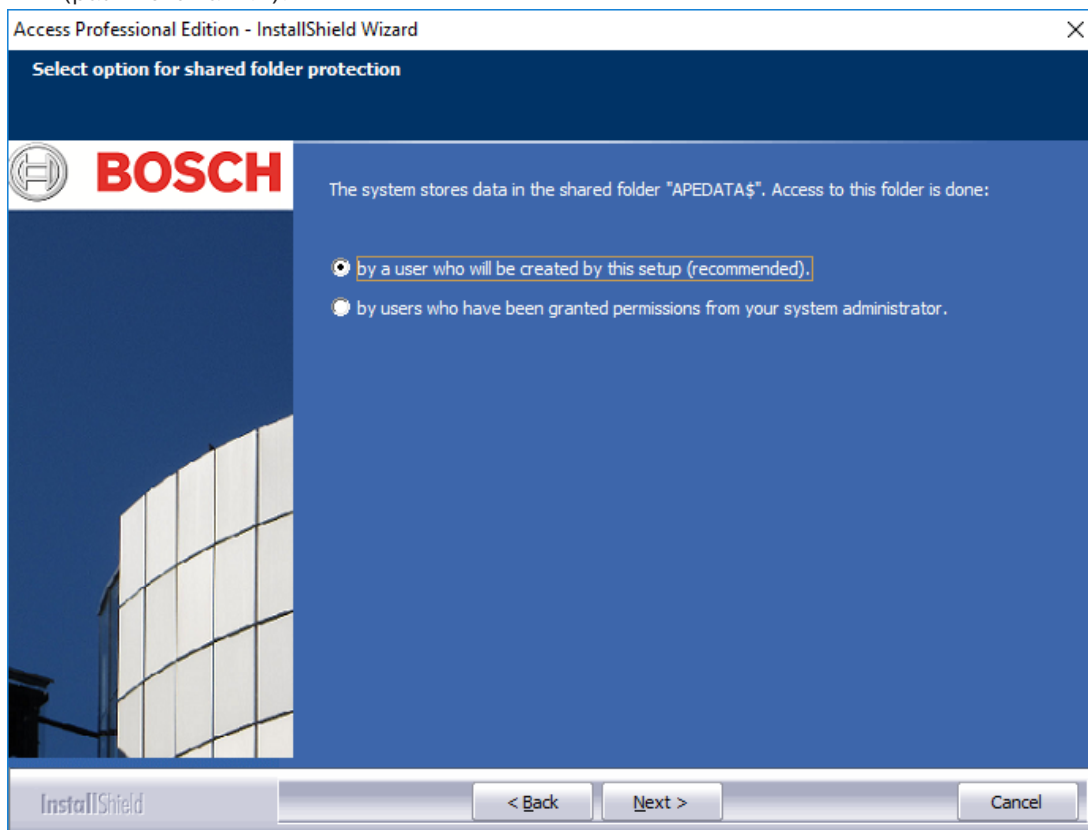 Access Professional Edition - InstallShield Wizard
Select option for shared folder protection
BOSCH
The system stores data in the shared folder "APEDATA$". Access to this folder is done:
by a user who will be created by this setup (recommended).
by users who have been granted permissions from your system administrator.
InstallShield
< Back
Next >
Cancel